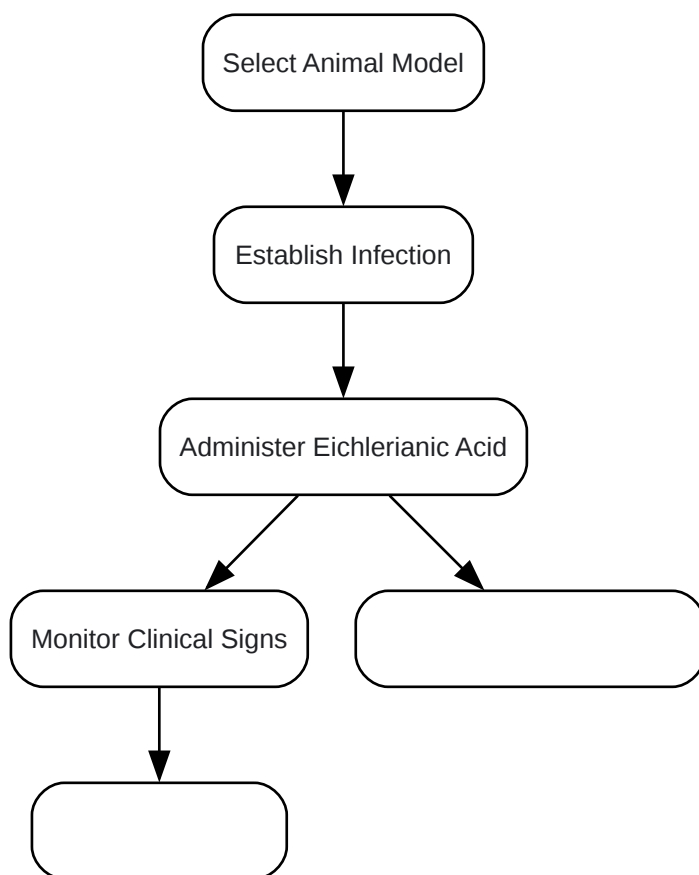 Select Animal Model
Establish Infection
Administer Eichlerianic Acid
Monitor Clinical Signs